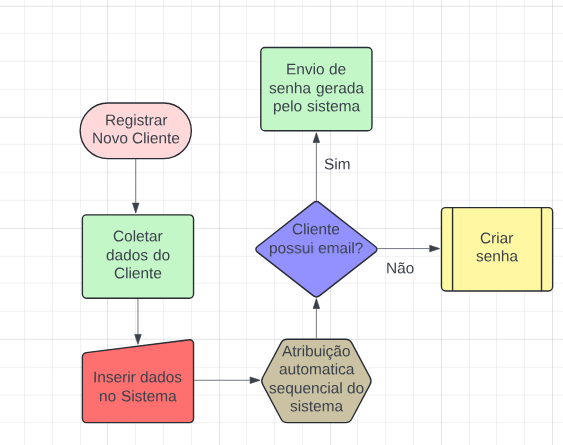 Registrar
Novo Cliente
Coletar
dados do
Cliente
Inserir dados
no Sistema
Atribuição
automatica
sequencial do
sistema
Cliente
possui email?
Sim
Envio de
senha gerada
pelo sistema
Não
Criar
senha